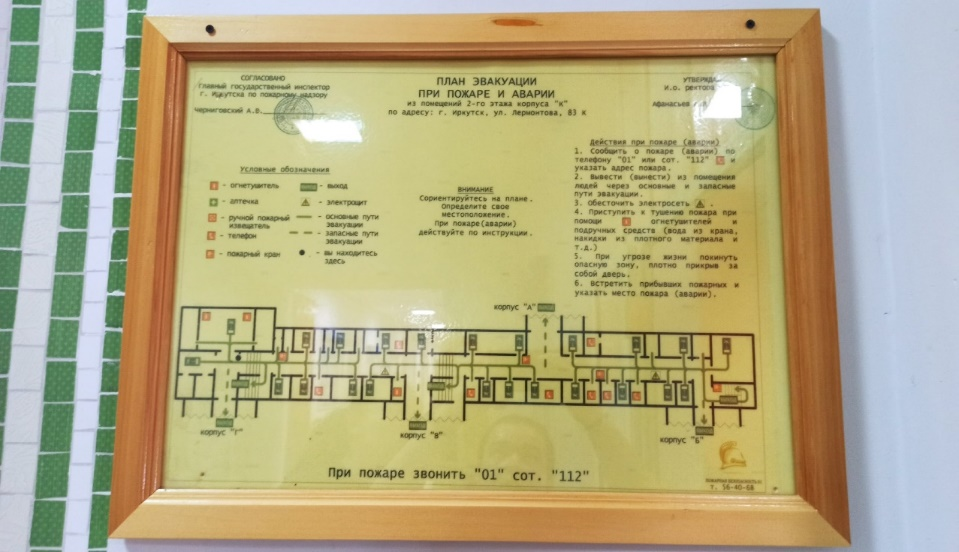 СОГЛАСОВАНО
главный государственный инспектор
г. Иркутска по пожарному надзору
Черниговский А.В.
ПЛАН ЭВАКУАЦИИ
ПРИ ПОЖАРЕ И АВАРИИ
из помещений 2-го этажа корпуса "К"
по адресу: г. Иркутск, ул. Лермонтова, 83 К
УТВЕРЖДА
и.о. ректора
Афанасьев
Условные обозначения
- огнетушитель
- выход
- аптечка
- электрощит
- ручной пожарный
извещатель
- основные пути
эвакуации
- телефон
- запасные пути
эвакуации
- пожарный кран
- вы находитесь
здесь
ВНИМАНИЕ
Сориентируйтесь на плане.
Определите свое
местоположение.
При пожаре(аварии)
действуйте по инструкции.
Действия при пожаре (аварии)
1. Сообщить о пожаре (аварии) по
телефону "01" или сот. "112" и
указать адрес пожара.
2. Вывести (вынести) из помещения
людей через основные и запасные
пути эвакуации.
3. Обесточить электросеть .
4. Приступить к тушению пожара при
помощи огнетушителей и
подручных средств (вода из крана,
накидки из плотного материала и
т.д.)
5. При угрозе жизни покинуть
опасную зону, плотно прикрыв за
собой дверь.
6. Встретить прибывших пожарных и
указать место пожара (аварии).
корпус "А"
корпус "Г"
корпус "В"
корпус "Б"
При пожаре звонить "01" сот. "112"
т. 56-40-68